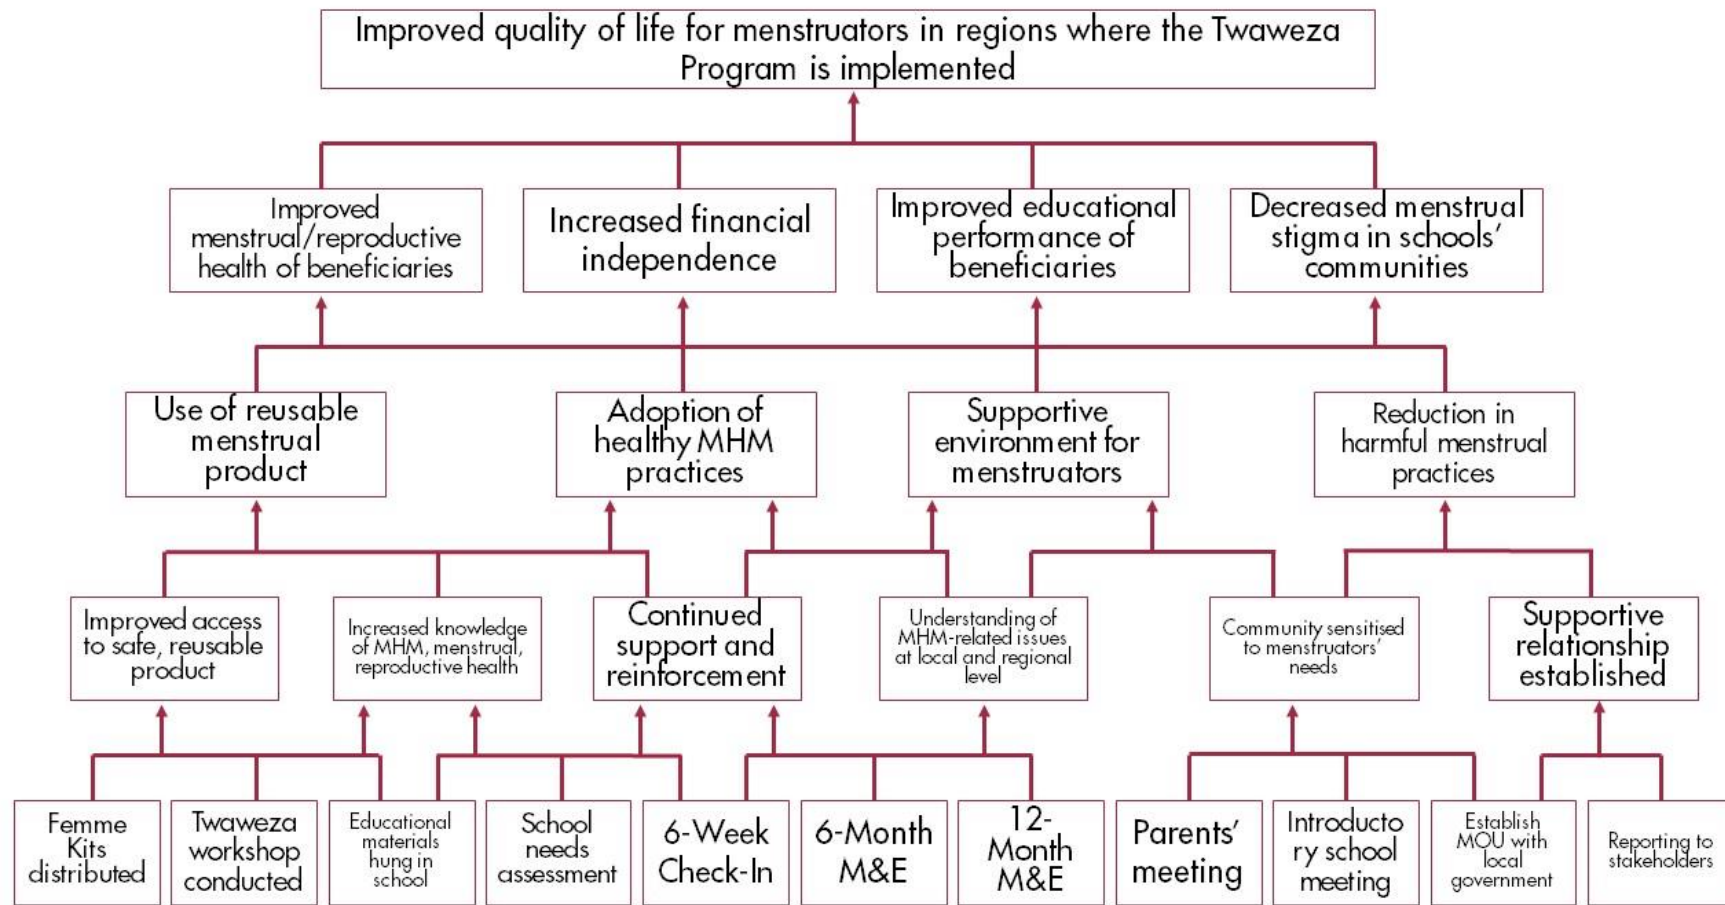 Improved quality of life for menstruators in regions where the Twaweza
Program is implemented
Improved
menstrual/reproductive
health of beneficiaries
Increased financial
independence
Improved educational
performance of
beneficiaries
Decreased menstrual
stigma in schools'
communities
Use of reusable
menstrual
product
Adoption of
healthy MHM
practices
Supportive
environment for
menstruators
Reduction in
harmful menstrual
practices
Improved access
to safe, reusable
product
Increased knowledge
of MHM, menstrual,
reproductive health
Continued
support and
reinforcement
Understanding of
MHM-related issues
at local and regional
level
Community sensitised
to menstruators'
needs
Supportive
relationship
established
Femme
Kits
distributed
Twaweza
workshop
conducted
Educational
materials
hung in
school
School
needs
assessment
6-Week
Check-In
6-Month
M&E
12-
Month
M&E
Parents'
meeting
Introducto
ry school
meeting
Establish
MOU with
local
government
Reporting to
stakeholders